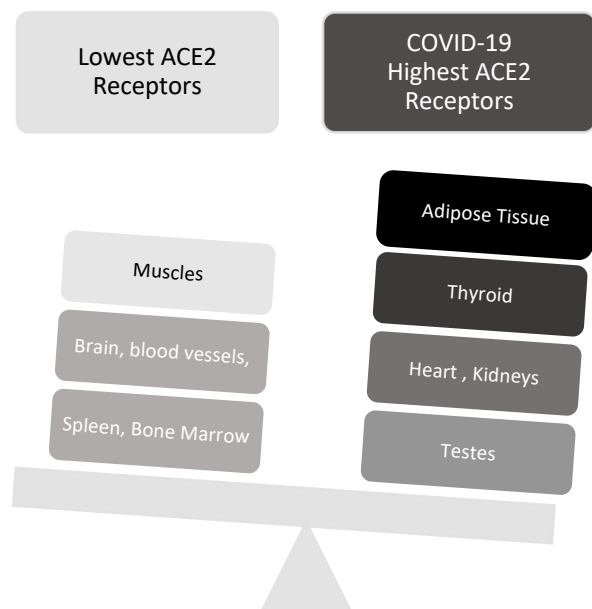 Lowest ACE2
Receptors
COVID-19
Highest ACE2
Receptors
Muscles
Brain, blood vessels,
Spleen, Bone Marrow
Adipose Tissue
Thyroid
Heart , Kidneys
Testes